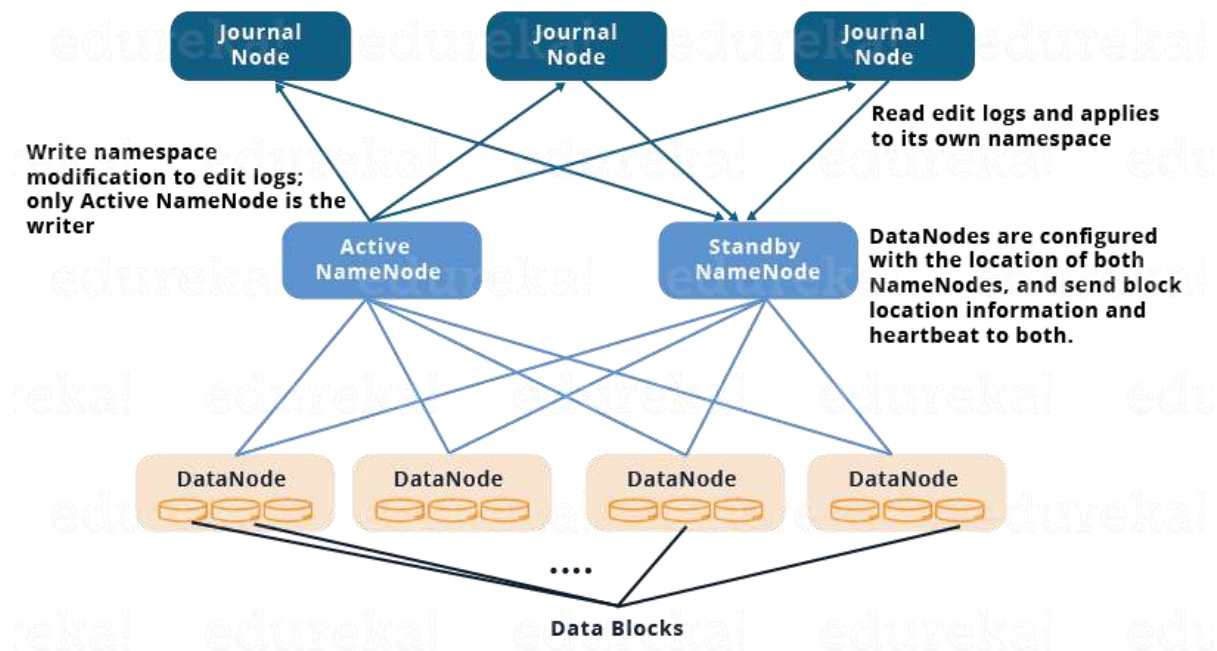 Journal
Node
Journal
Node
Journal
Node
Read edit logs and applies
to its own namespace
Write namespace
modification to edit logs;
only Active NameNode is the
writer
Active
NameNode
Standby
NameNode
DataNodes are configured
with the location of both
NameNodes, and send block
location information and
heartbeat to both.
DataNode
DataNode
DataNode
DataNode
....
Data Blocks
edureka!